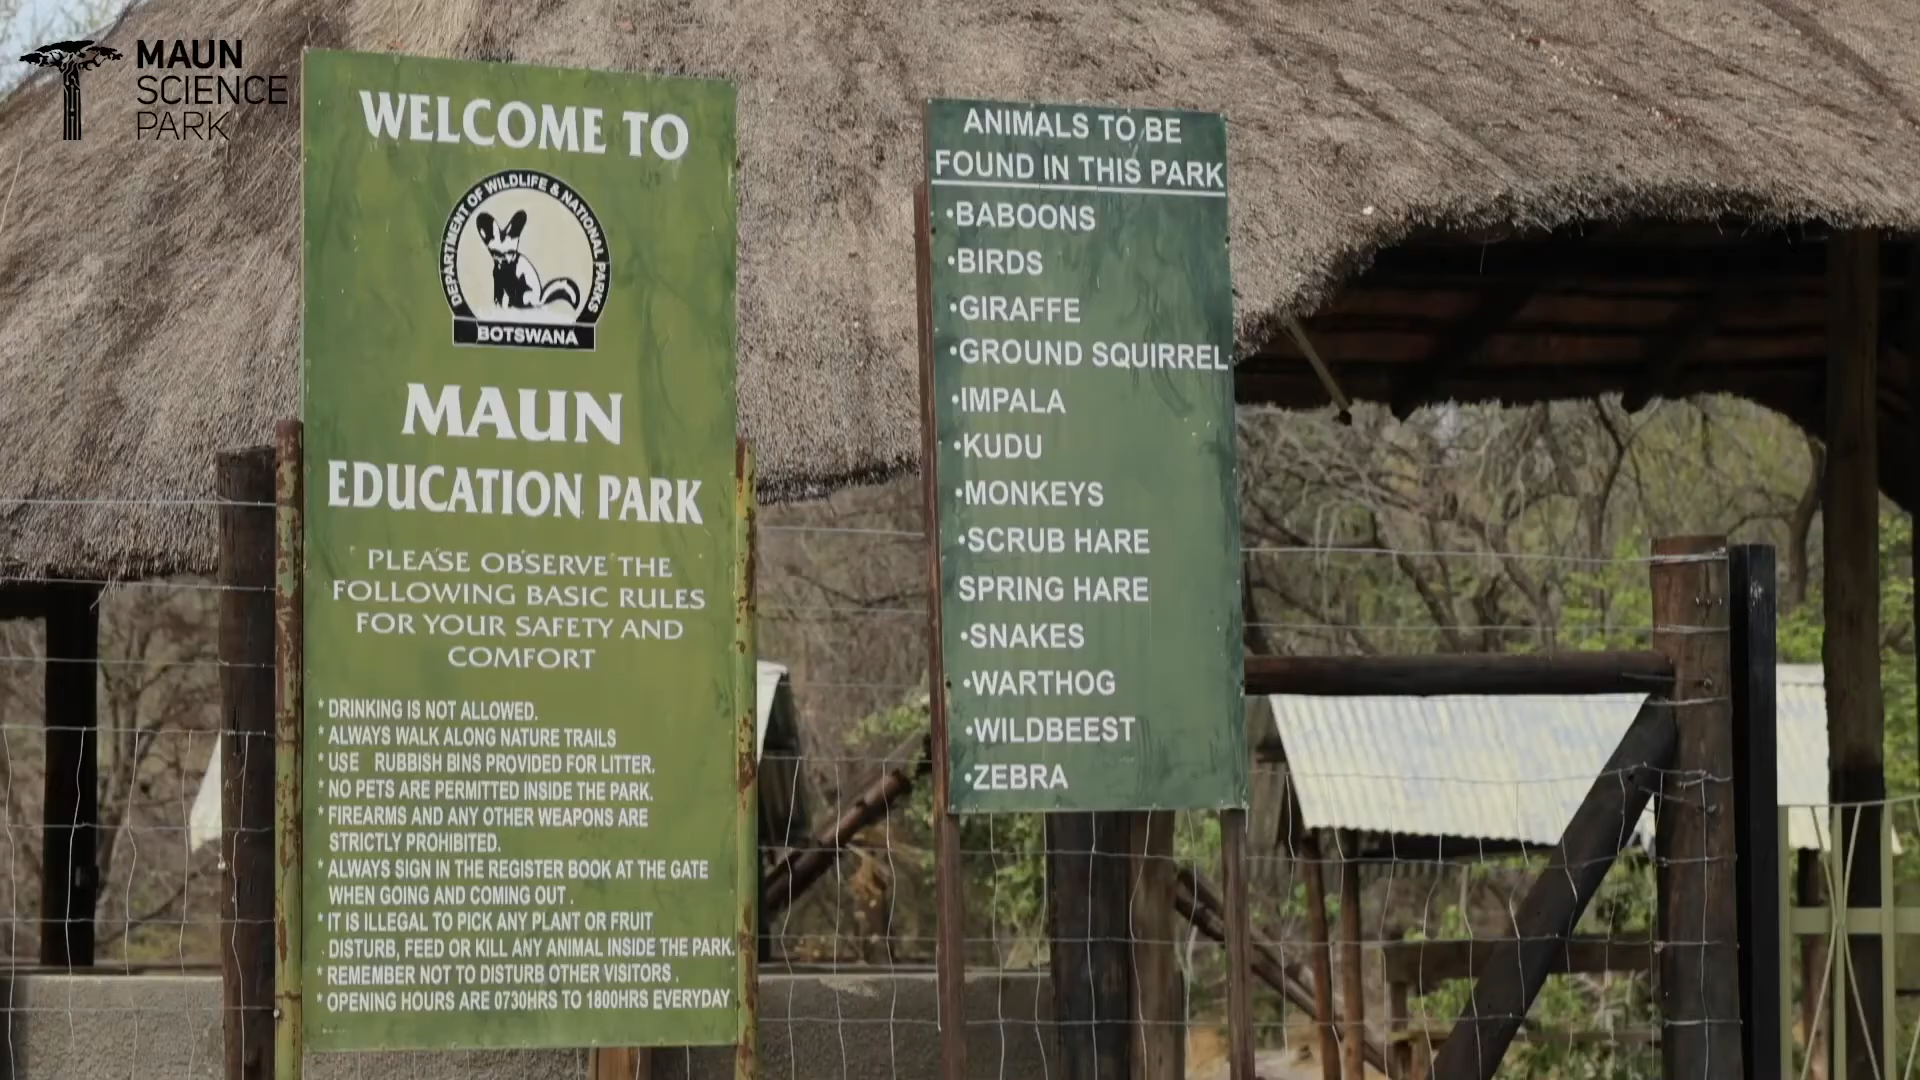 MAUN
SCIENCE
PARK
WELCOME TO
DEPARTMENT OF WILDLIFE & NATIONAL PARKS
BOTSWANA
MAUN
EDUCATION PARK
PLEASE OBSERVE THE
FOLLOWING BASIC RULES
FOR YOUR SAFETY AND
COMFORT
* DRINKING IS NOT ALLOWED.
* ALWAYS WALK ALONG NATURE TRAILS
* USE RUBBISH BINS PROVIDED FOR LITTER.
* NO PETS ARE PERMITTED INSIDE THE PARK.
* FIREARMS AND ANY OTHER WEAPONS ARE
STRICTLY PROHIBITED.
* ALWAYS SIGN IN THE REGISTER BOOK AT THE GATE
WHEN GOING AND COMING OUT .
* IT IS ILLEGAL TO PICK ANY PLANT OR FRUIT
. DISTURB, FEED OR KILL ANY ANIMAL INSIDE THE PARK.
* REMEMBER NOT TO DISTURB OTHER VISITORS .
* OPENING HOURS ARE 0730HRS TO 1800HRS EVERYDAY
ANIMALS TO BE
FOUND IN THIS PARK
•BABOONS
•BIRDS
•GIRAFFE
•GROUND SQUIRREL
•IMPALA
•KUDU
•MONKEYS
•SCRUB HARE
SPRING HARE
•SNAKES
•WARTHOG
•WILDBEEST
•ZEBRA